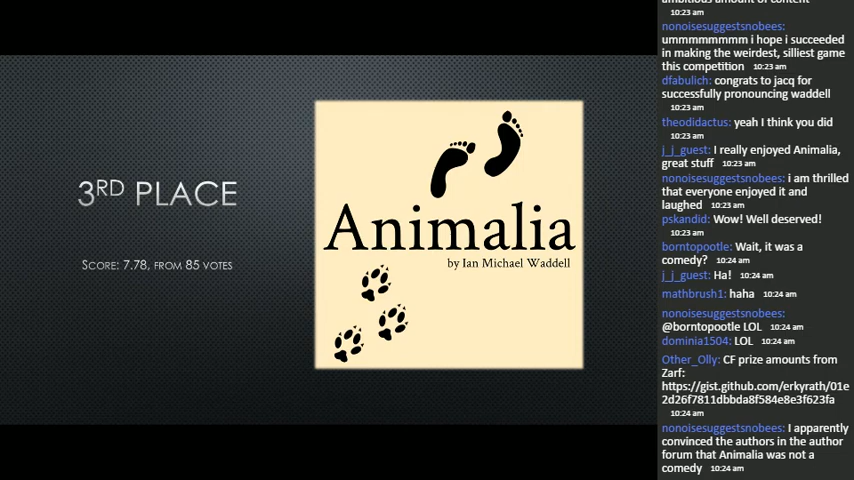 3RD PLACE
SCORE: 7.78, FROM 85 VOTES
Animalia
by Ian Michael Waddell
ambitious amount of content
10:23 am
nonoisesuggestsnobees:
ummmmmmmm i hope i succeeded
in making the weirdest, silliest game
this competition 10:23 am
dfabulich: congrats to jacq for
successfully pronouncing waddell
10:23 am
theodidactus: yeah I think you did
10:23 am
j_j_guest: I really enjoyed Animalia,
great stuff 10:23 am
nonoisesuggestsnobees: i am thrilled
that everyone enjoyed it and
laughed 10:23 am
pskandid: Wow! Well deserved!
10:23 am
borntopootle: Wait, it was a
comedy? 10:24 am
j_j_guest: Ha! 10:24 am
mathbrush1: haha 10:24 am
nonoisesuggestsnobees:
@borntopootle LOL 10:24 am
dominia1504: LOL 10:24 am
Other_Olly: CF prize amounts from
Zarf:
https://gist.github.com/erkyrath/01e
2d26f7811dbbda8f584e8e3f623fa
10:24 am
nonoisesuggestsnobees: I apparently
convinced the authors in the author
forum that Animalia was not a
comedy 10:24 am